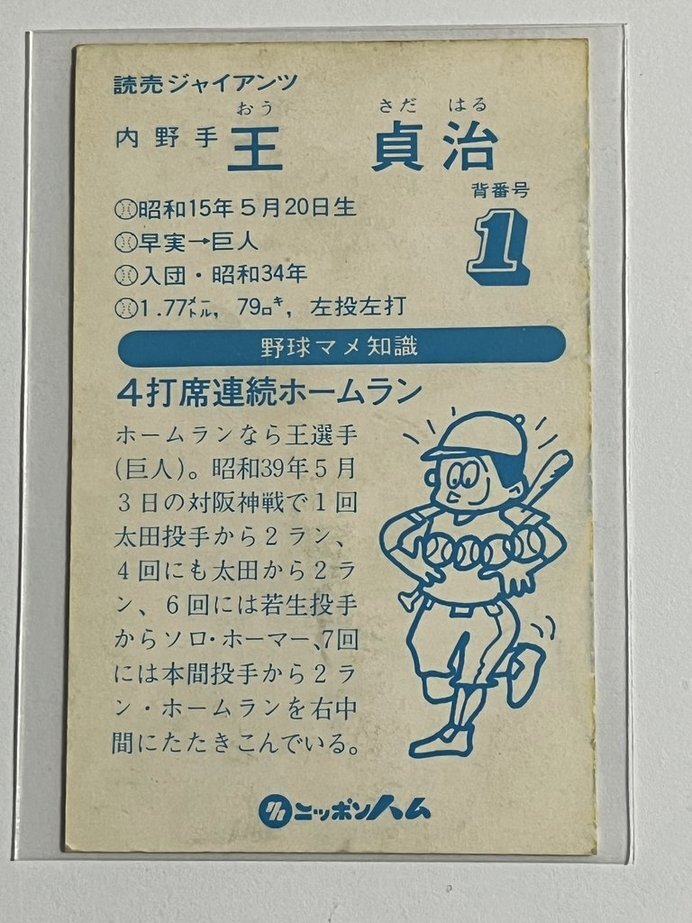 読売ジャイアンツ
おう さだ はる
内野手 王 貞治
背番号
1
昭和15年5月20日生
早実→巨人
入団・昭和34年
1.77メートル, 79キロ, 左投左打
野球マメ知識
4打席連続ホームラン
ホームランなら王選手
(巨人)。昭和39年5月
3日の対阪神戦で1回
太田投手から2ラン、
4回にも太田から2ラ
ン、6回には若生投手
からソロ・ホーマー、7回
には本間投手から2ラ
ン・ホームランを右中
間にたたきこんでいる。
ニッポンハム